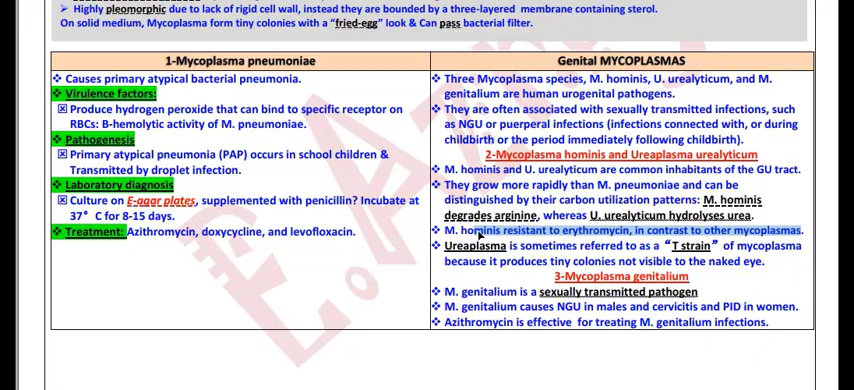 ➢ Highly pleomorphic due to lack of rigid cell wall, instead they are bounded by a three-layered membrane containing sterol.
On solid medium, Mycoplasma form tiny colonies with a “fried-egg” look & Can pass bacterial filter.
1-Mycoplasma pneumoniae
❖ Causes primary atypical bacterial pneumonia.
❖ Virulence factors:
☒ Produce hydrogen peroxide that can bind to specific receptor on
RBCs: B-hemolytic activity of M. pneumoniae.
❖ Pathogenesis
☒ Primary atypical pneumonia (PAP) occurs in school children &
Transmitted by droplet infection.
❖ Laboratory diagnosis
☒ Culture on E-agar plates, supplemented with penicillin? Incubate at
37° C for 8-15 days.
❖ Treatment: Azithromycin, doxycycline, and levofloxacin.
Genital MYCOPLASMAS
❖ Three Mycoplasma species, M. hominis, U. urealyticum, and M.
genitalium are human urogenital pathogens.
❖ They are often associated with sexually transmitted infections, such
as NGU or puerperal infections (infections connected with, or during
childbirth or the period immediately following childbirth).
2-Mycoplasma hominis and Ureaplasma urealyticum
❖ M. hominis and U. urealyticum are common inhabitants of the GU tract.
❖ They grow more rapidly than M. pneumoniae and can be
distinguished by their carbon utilization patterns: M. hominis
degrades arginine, whereas U. urealyticum hydrolyses urea.
❖ M. hominis resistant to erythromycin, in contrast to other mycoplasmas.
❖ Ureaplasma is sometimes referred to as a “T strain” of mycoplasma
because it produces tiny colonies not visible to the naked eye.
3-Mycoplasma genitalium
❖ M. genitalium is a sexually transmitted pathogen
❖ M. genitalium causes NGU in males and cervicitis and PID in women.
❖ Azithromycin is effective for treating M. genitalium infections.